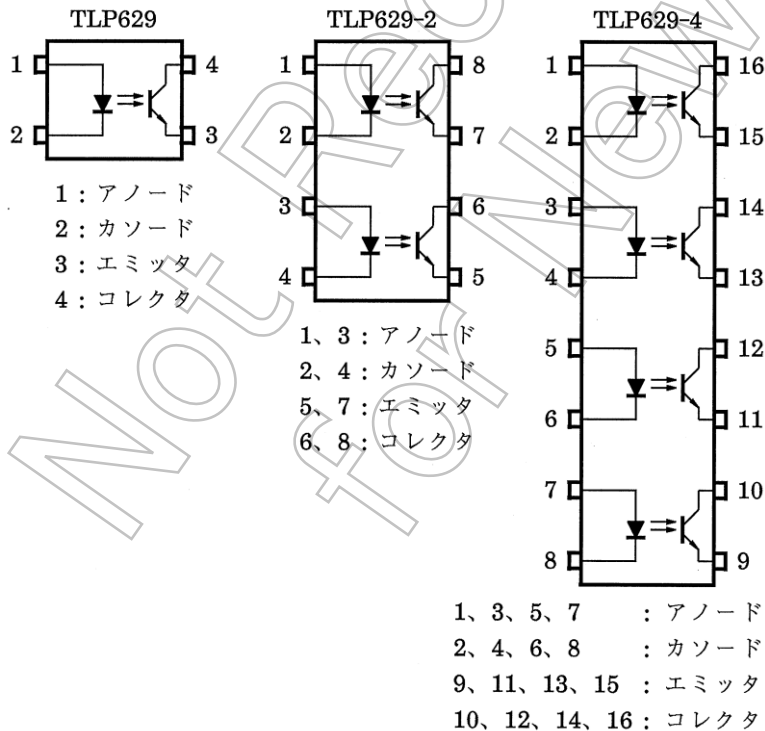 TLP629
1
4
2
3
1：アノード
2：カソード
3：エミッタ
4：コレクタ
TLP629-2
1
8
2
7
3
6
4
5
1、3：アノード
2、4：カソード
5、7：エミッタ
6、8：コレクタ
TLP629-4
1
16
2
15
3
14
4
13
5
12
6
11
7
10
8
9
1、3、5、7：アノード
2、4、6、8：カソード
9、11、13、15：エミッタ
10、12、14、16：コレクタ
Not Reco
for New